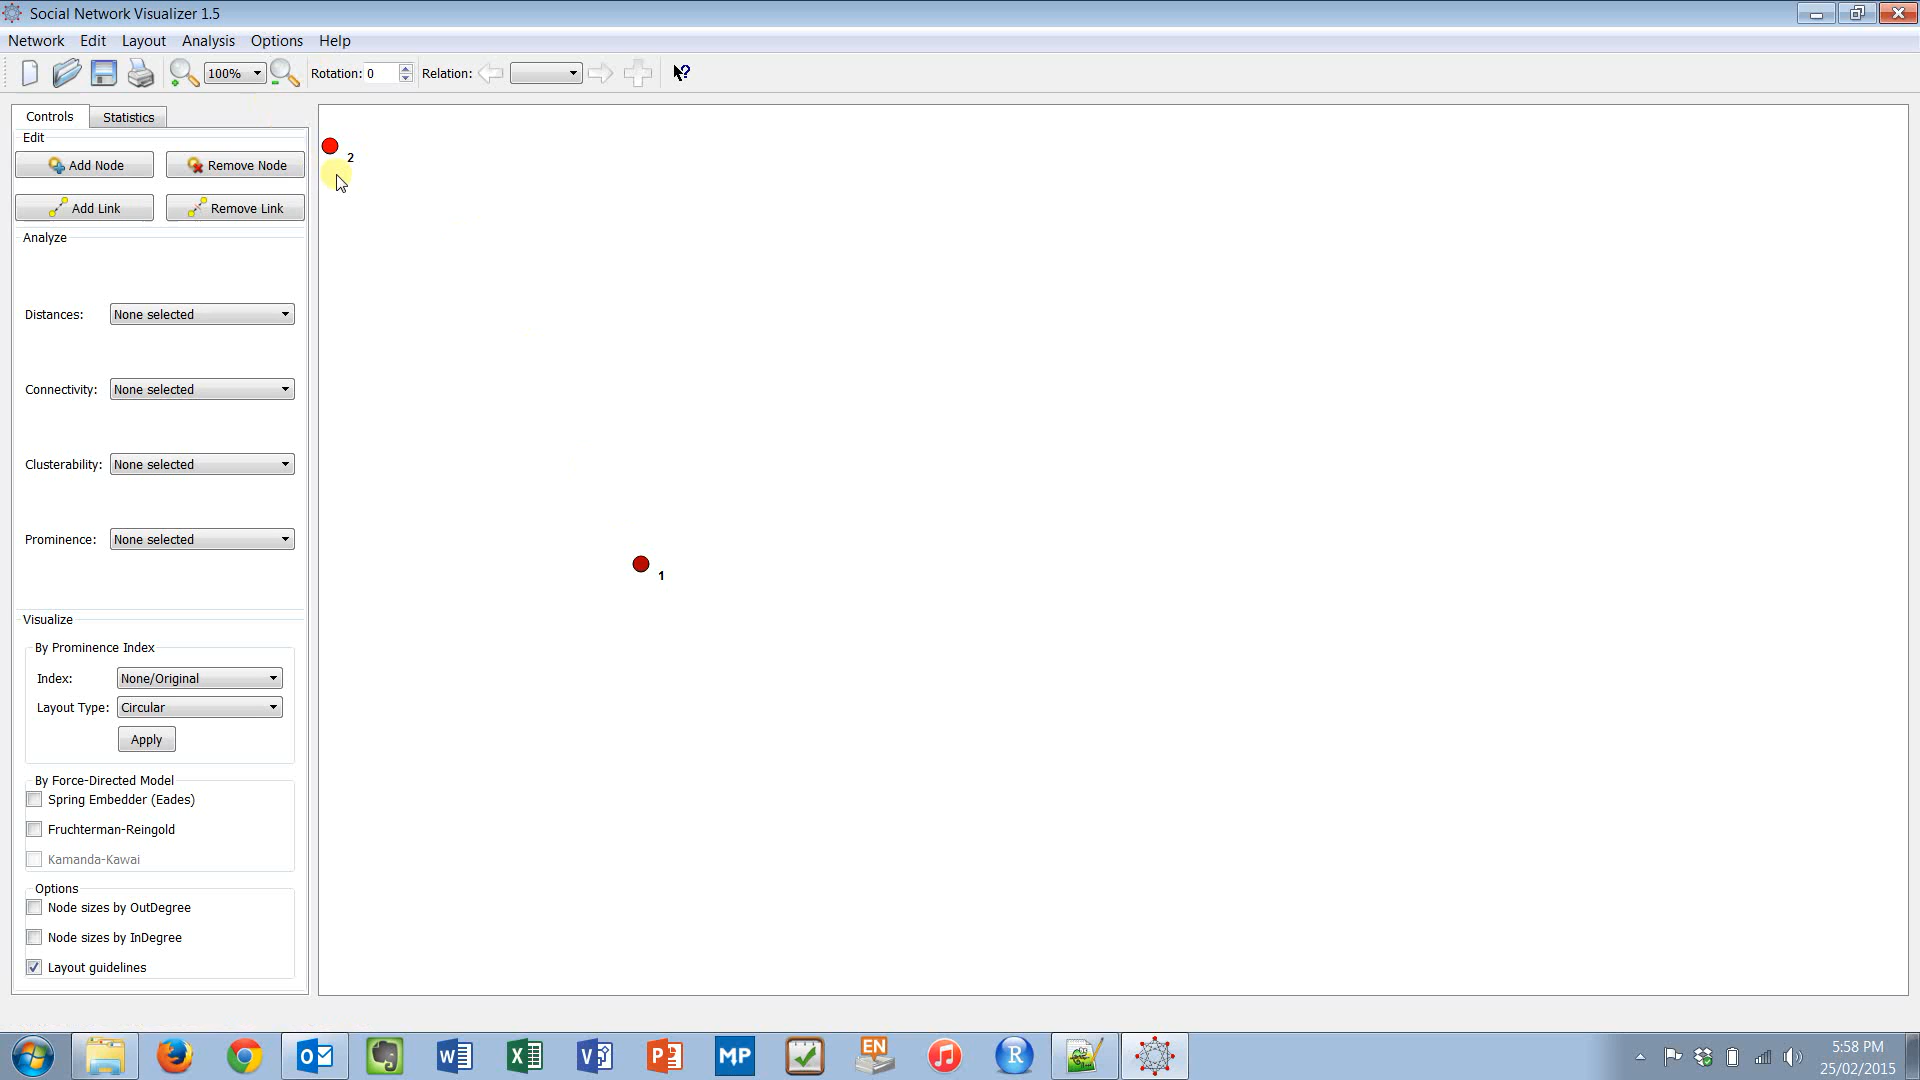 Social Network Visualizer 1.5
Network Edit Layout Analysis Options Help
100% Rotation: 0 Relation:
Controls Statistics
Edit
Add Node Remove Node
Add Link Remove Link
Analyze
Distances: None selected
Connectivity: None selected
Clusterability: None selected
Prominence: None selected
Visualize
By Prominence Index
Index: None/Original
Layout Type: Circular
Apply
By Force-Directed Model
Spring Embedder (Eades)
Fruchterman-Reingold
Kamanda-Kawai
Options
Node sizes by OutDegree
Node sizes by InDegree
Layout guidelines
2
1
EN
MP
R
5:58 PM
25/02/2015